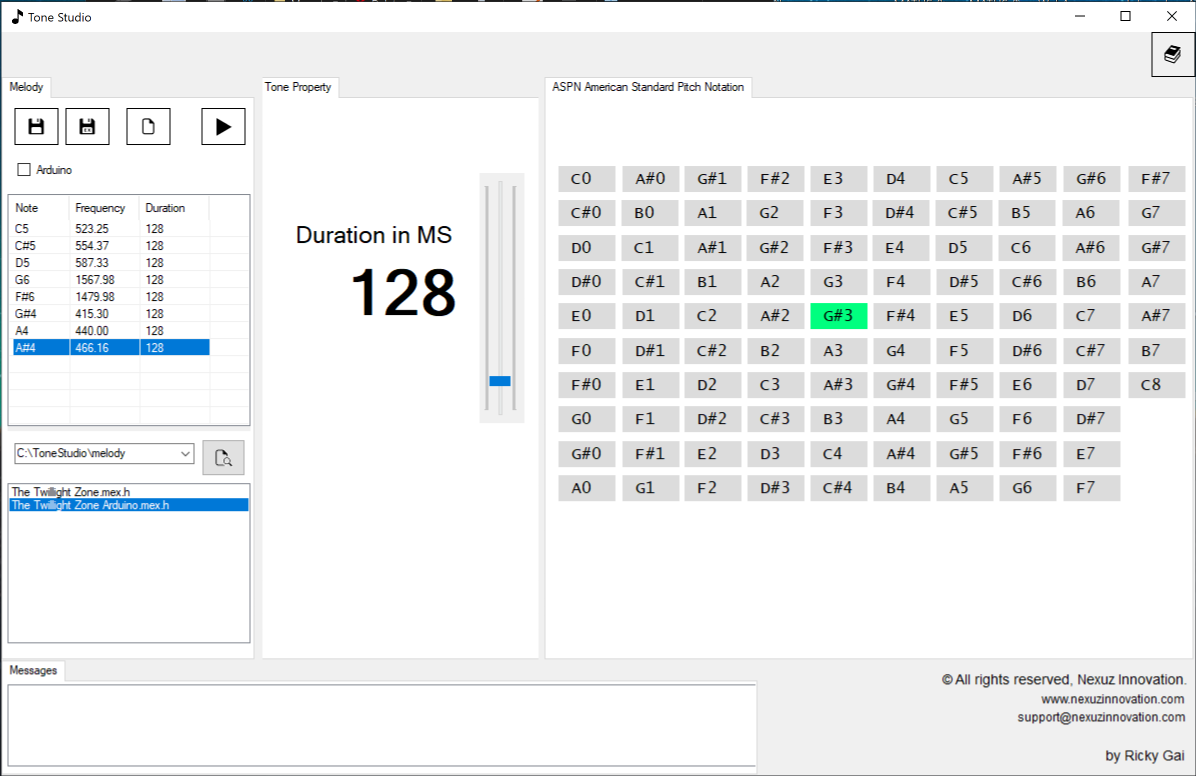 Tone Studio
Melody
Tone Property
ASPN American Standard Pitch Notation
Arduino
Note Frequency Duration
C5 523.25 128
C#5 554.37 128
D5 587.33 128
G6 1567.98 128
F#6 1479.98 128
G#4 415.30 128
A4 440.00 128
A#4 466.16 128
C:\ToneStudio\melody
The Twillight Zone.mex.h
The Twillight Zone Arduino.mex.h
Duration in MS
128
C0 A#0 G#1 F#2 E3 D4 C5 A#5 G#6 F#7
C#0 B0 A1 G2 F3 D#4 C#5 B5 A6 G7
D0 C1 A#1 G#2 F#3 E4 D5 C6 A#6 G#7
D#0 C#1 B1 A2 G3 F4 D#5 C#6 B6 A7
E0 D1 C2 A#2 G#3 F#4 E5 D6 C7 A#7
F0 D#1 C#2 B2 A3 G4 F5 D#6 C#7 B7
F#0 E1 D2 C3 A#3 G#4 F#5 E6 D7 C8
G0 F1 D#2 C#3 B3 A4 G5 F6 D#7
G#0 F#1 E2 D3 C4 A#4 G#5 F#6 E7
A0 G1 F2 D#3 C#4 B4 A5 G6 F7
Messages
© All rights reserved, Nexuz Innovation.
www.nexuzinnovation.com
support@nexuzinnovation.com
by Ricky Gai